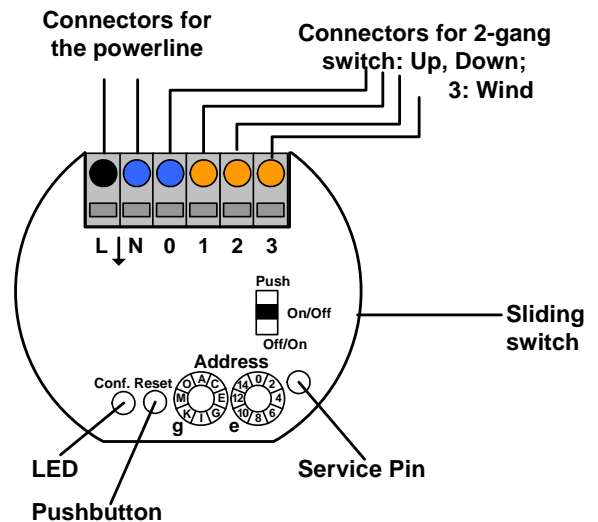 Connectors for
the powerline
Connectors for 2-gang
switch: Up, Down;
3: Wind
L N 0 1 2 3
Push
On/Off
Off/On
Sliding
switch
Address
Conf. Reset
O A C E G I K M
14 0 2 4 6 8 10 12
g e
LED
Service Pin
Pushbutton